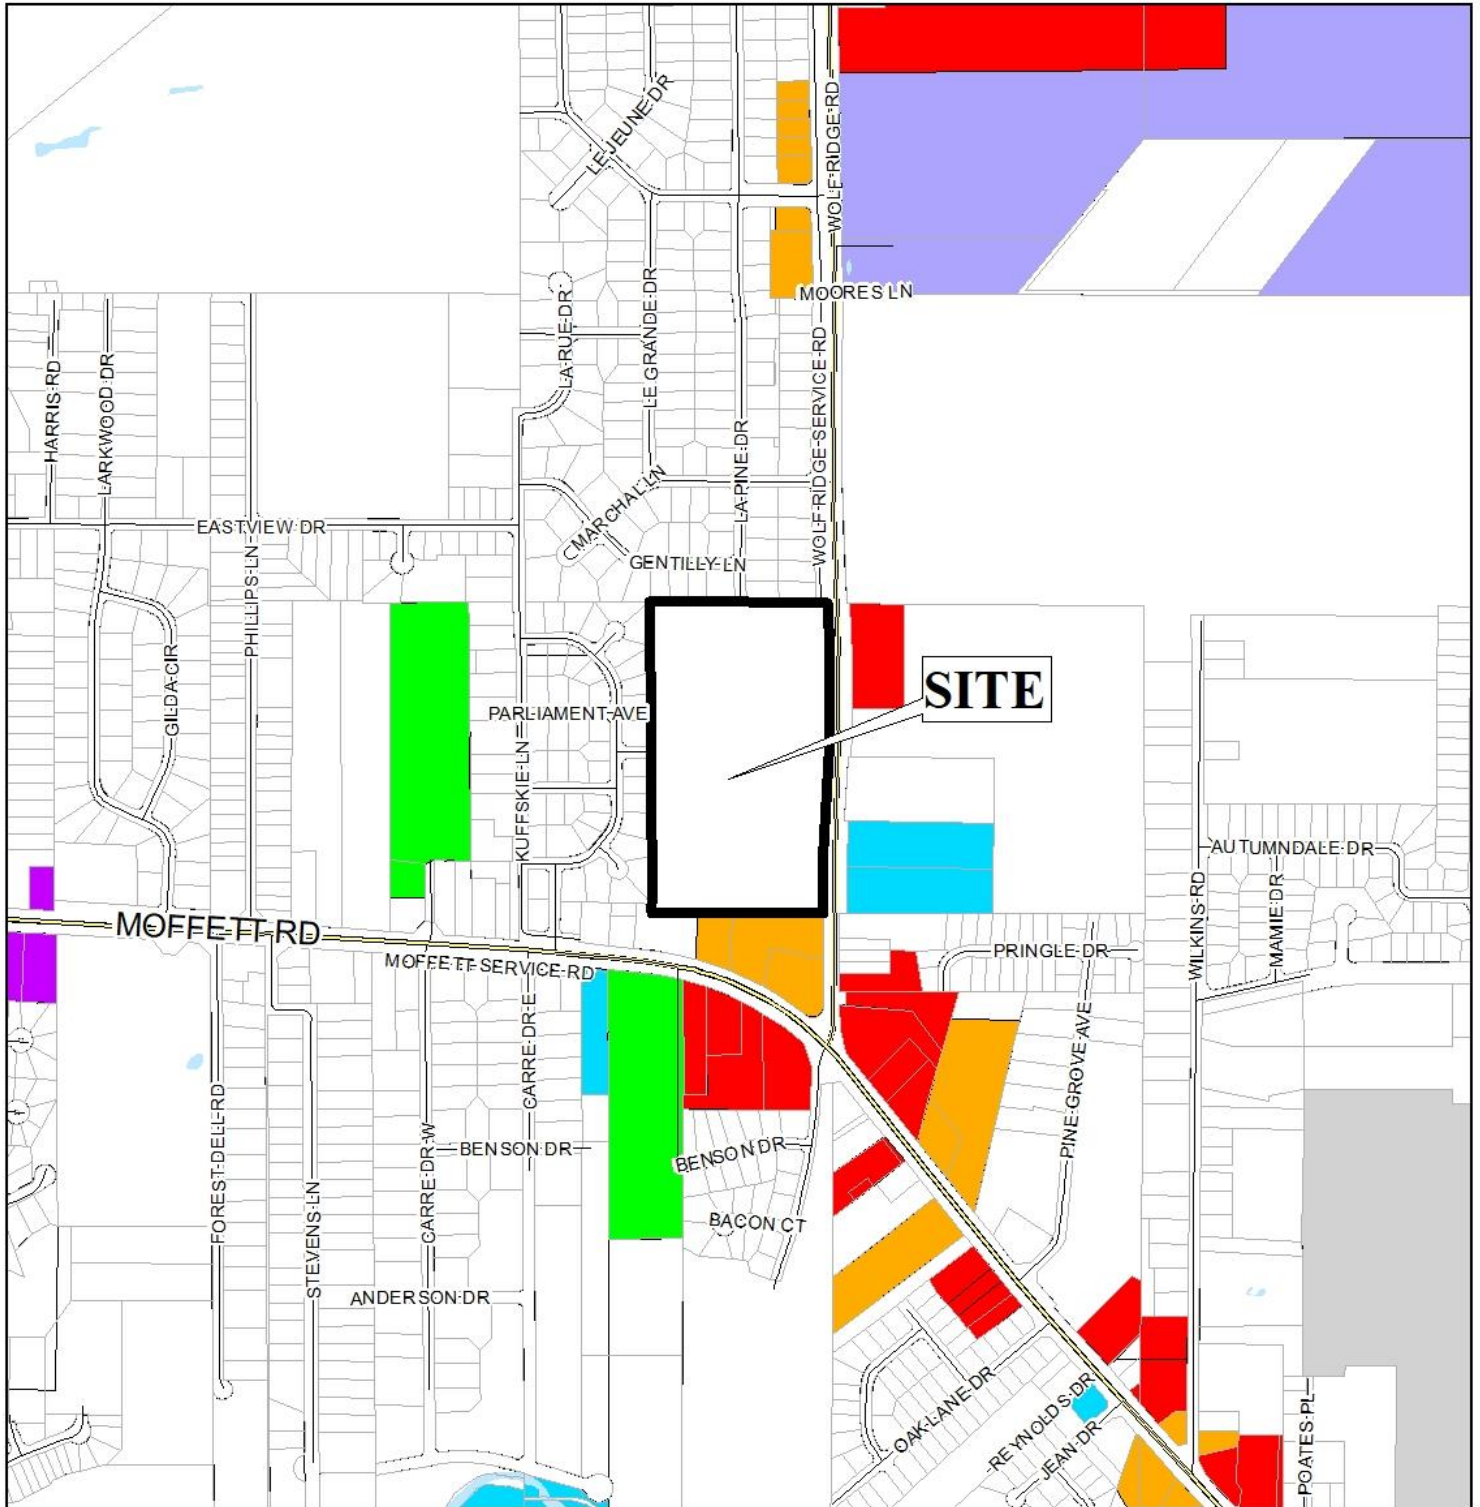 LEJEUNE DR
WOLF RIDGE RD
MOORES LN
LA RUE DR
LE GRANDE DR
WOLF RIDGE SERVICE RD
HARRIS RD
LARKWOOD DR
LA PINE DR
MARCHAL LN
EASTVIEW DR
PHILLIPS LN
GENTILLY LN
GILDA CIR
SITE
PARLIAMENT AVE
KUFFSKIE LN
AUTUMNDALE DR
MAMIE DR
WILKINS RD
MOFFETT RD
PRINGLE DR
MOFFETT SERVICE RD
CARRE DR E
PINE GROVE AVE
FOREST DELL RD
STEVENS LN
CARRE DR W
BENSON DR
BENSON DR
BACON CT
ANDERSON DR
OAK LANE DR
REYNOLDS DR
JEAN DR
POATES PL